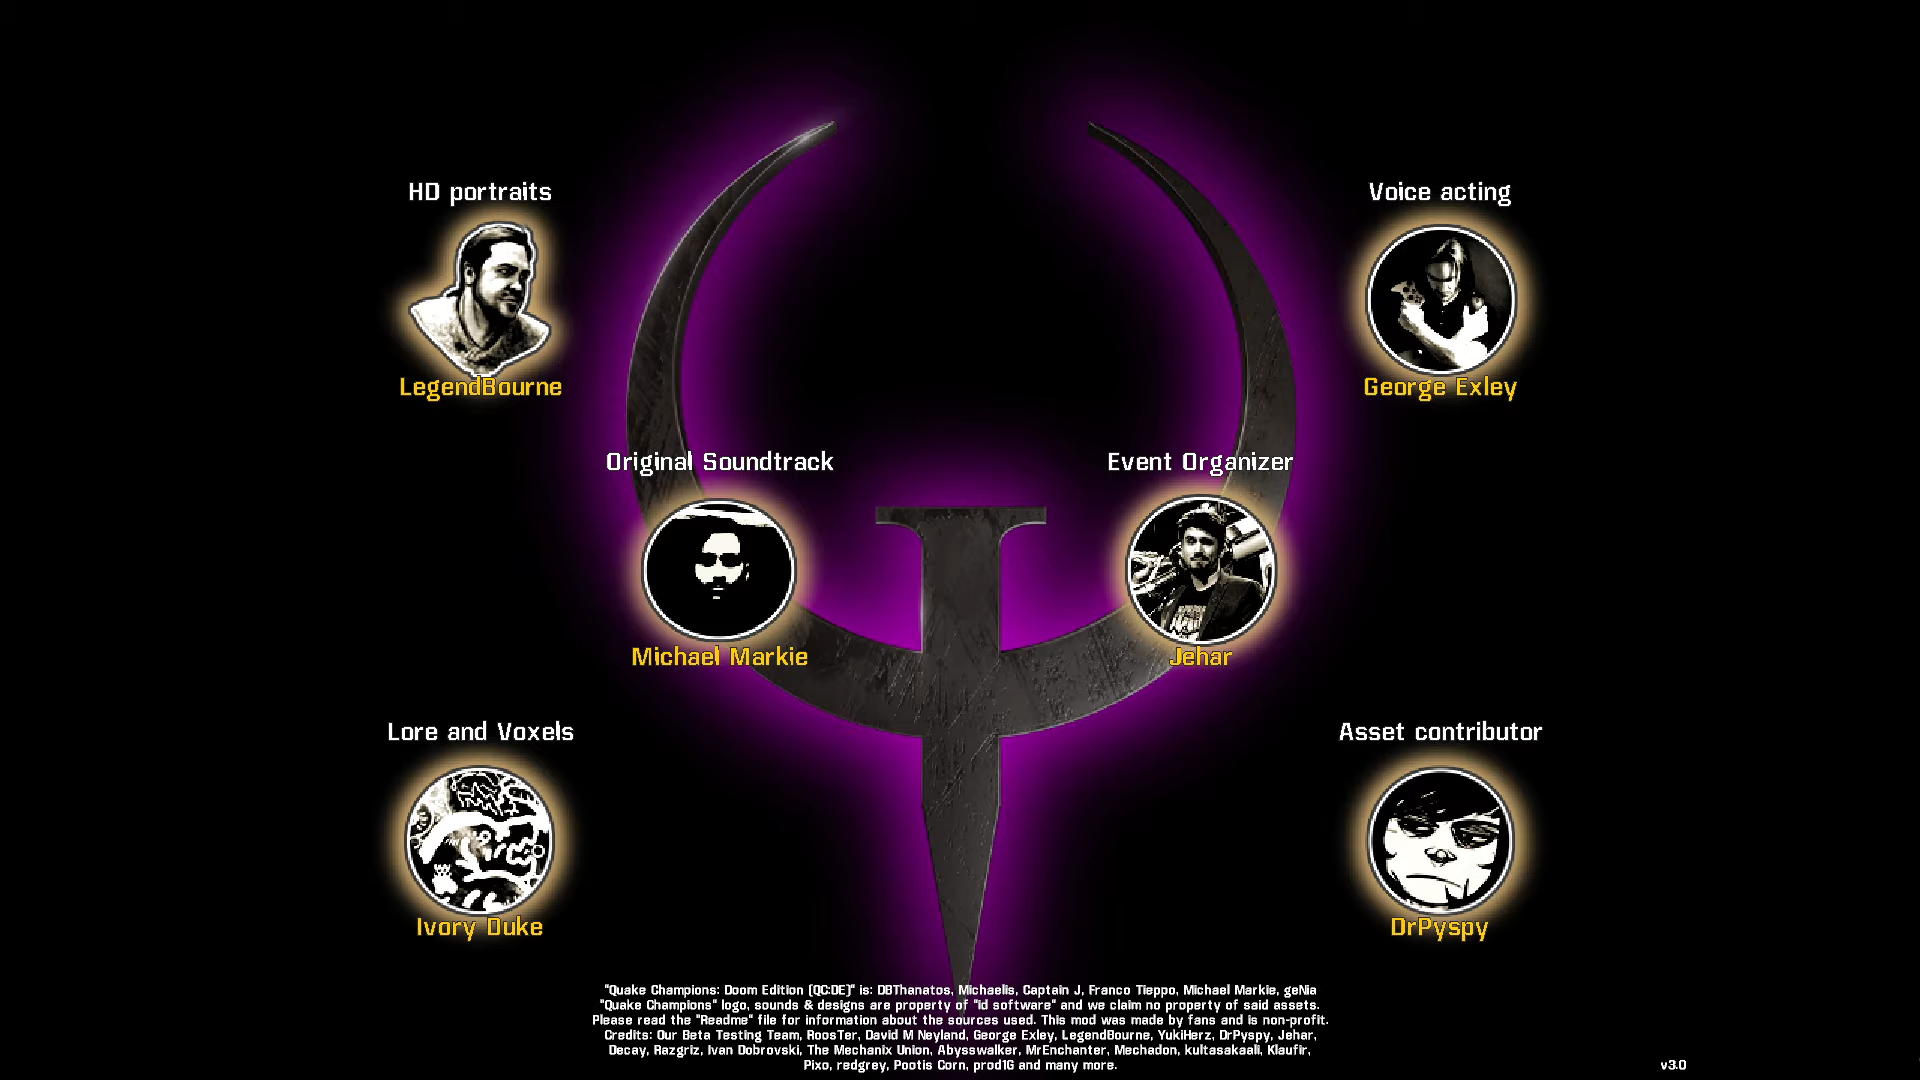 HD portraits
Voice acting
LegendBourne
George Exley
Original Soundtrack
Event Organizer
Michael Markie
Jehar
Lore and Voxels
Asset contributor
Ivory Duke
DrPyspy
"Quake Champions: Doom Edition (QC:DE)" is: DBThanatos, Michaelis, Captain J, Franco Tieppo, Michael Markie, geNia
"Quake Champions" logo, sounds & designs are property of "id software" and we claim no property of said assets.
Please read the "Readme" file for information about the sources used. This mod was made by fans and is non-profit.
Credits: Our Beta Testing Team, RoosTer, David M Neyland, George Exley, LegendBourne, YukiHerz, DrPyspy, Jehar,
Decay, Razgriz, Ivan Dobrovski, The Mechanix Union, Abysswalker, MrEnchanter, Mechadon, kultasakaali, Klaufir,
Pixo, redgrey, Pootis Corn, prod1G and many more.
v3.0